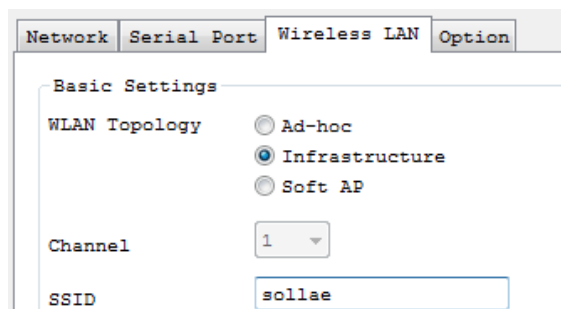 Network Serial Port Wireless LAN Option
Basic Settings
WLAN Topology Ad-hoc
Infrastructure
Soft AP
Channel 1
SSID sollae